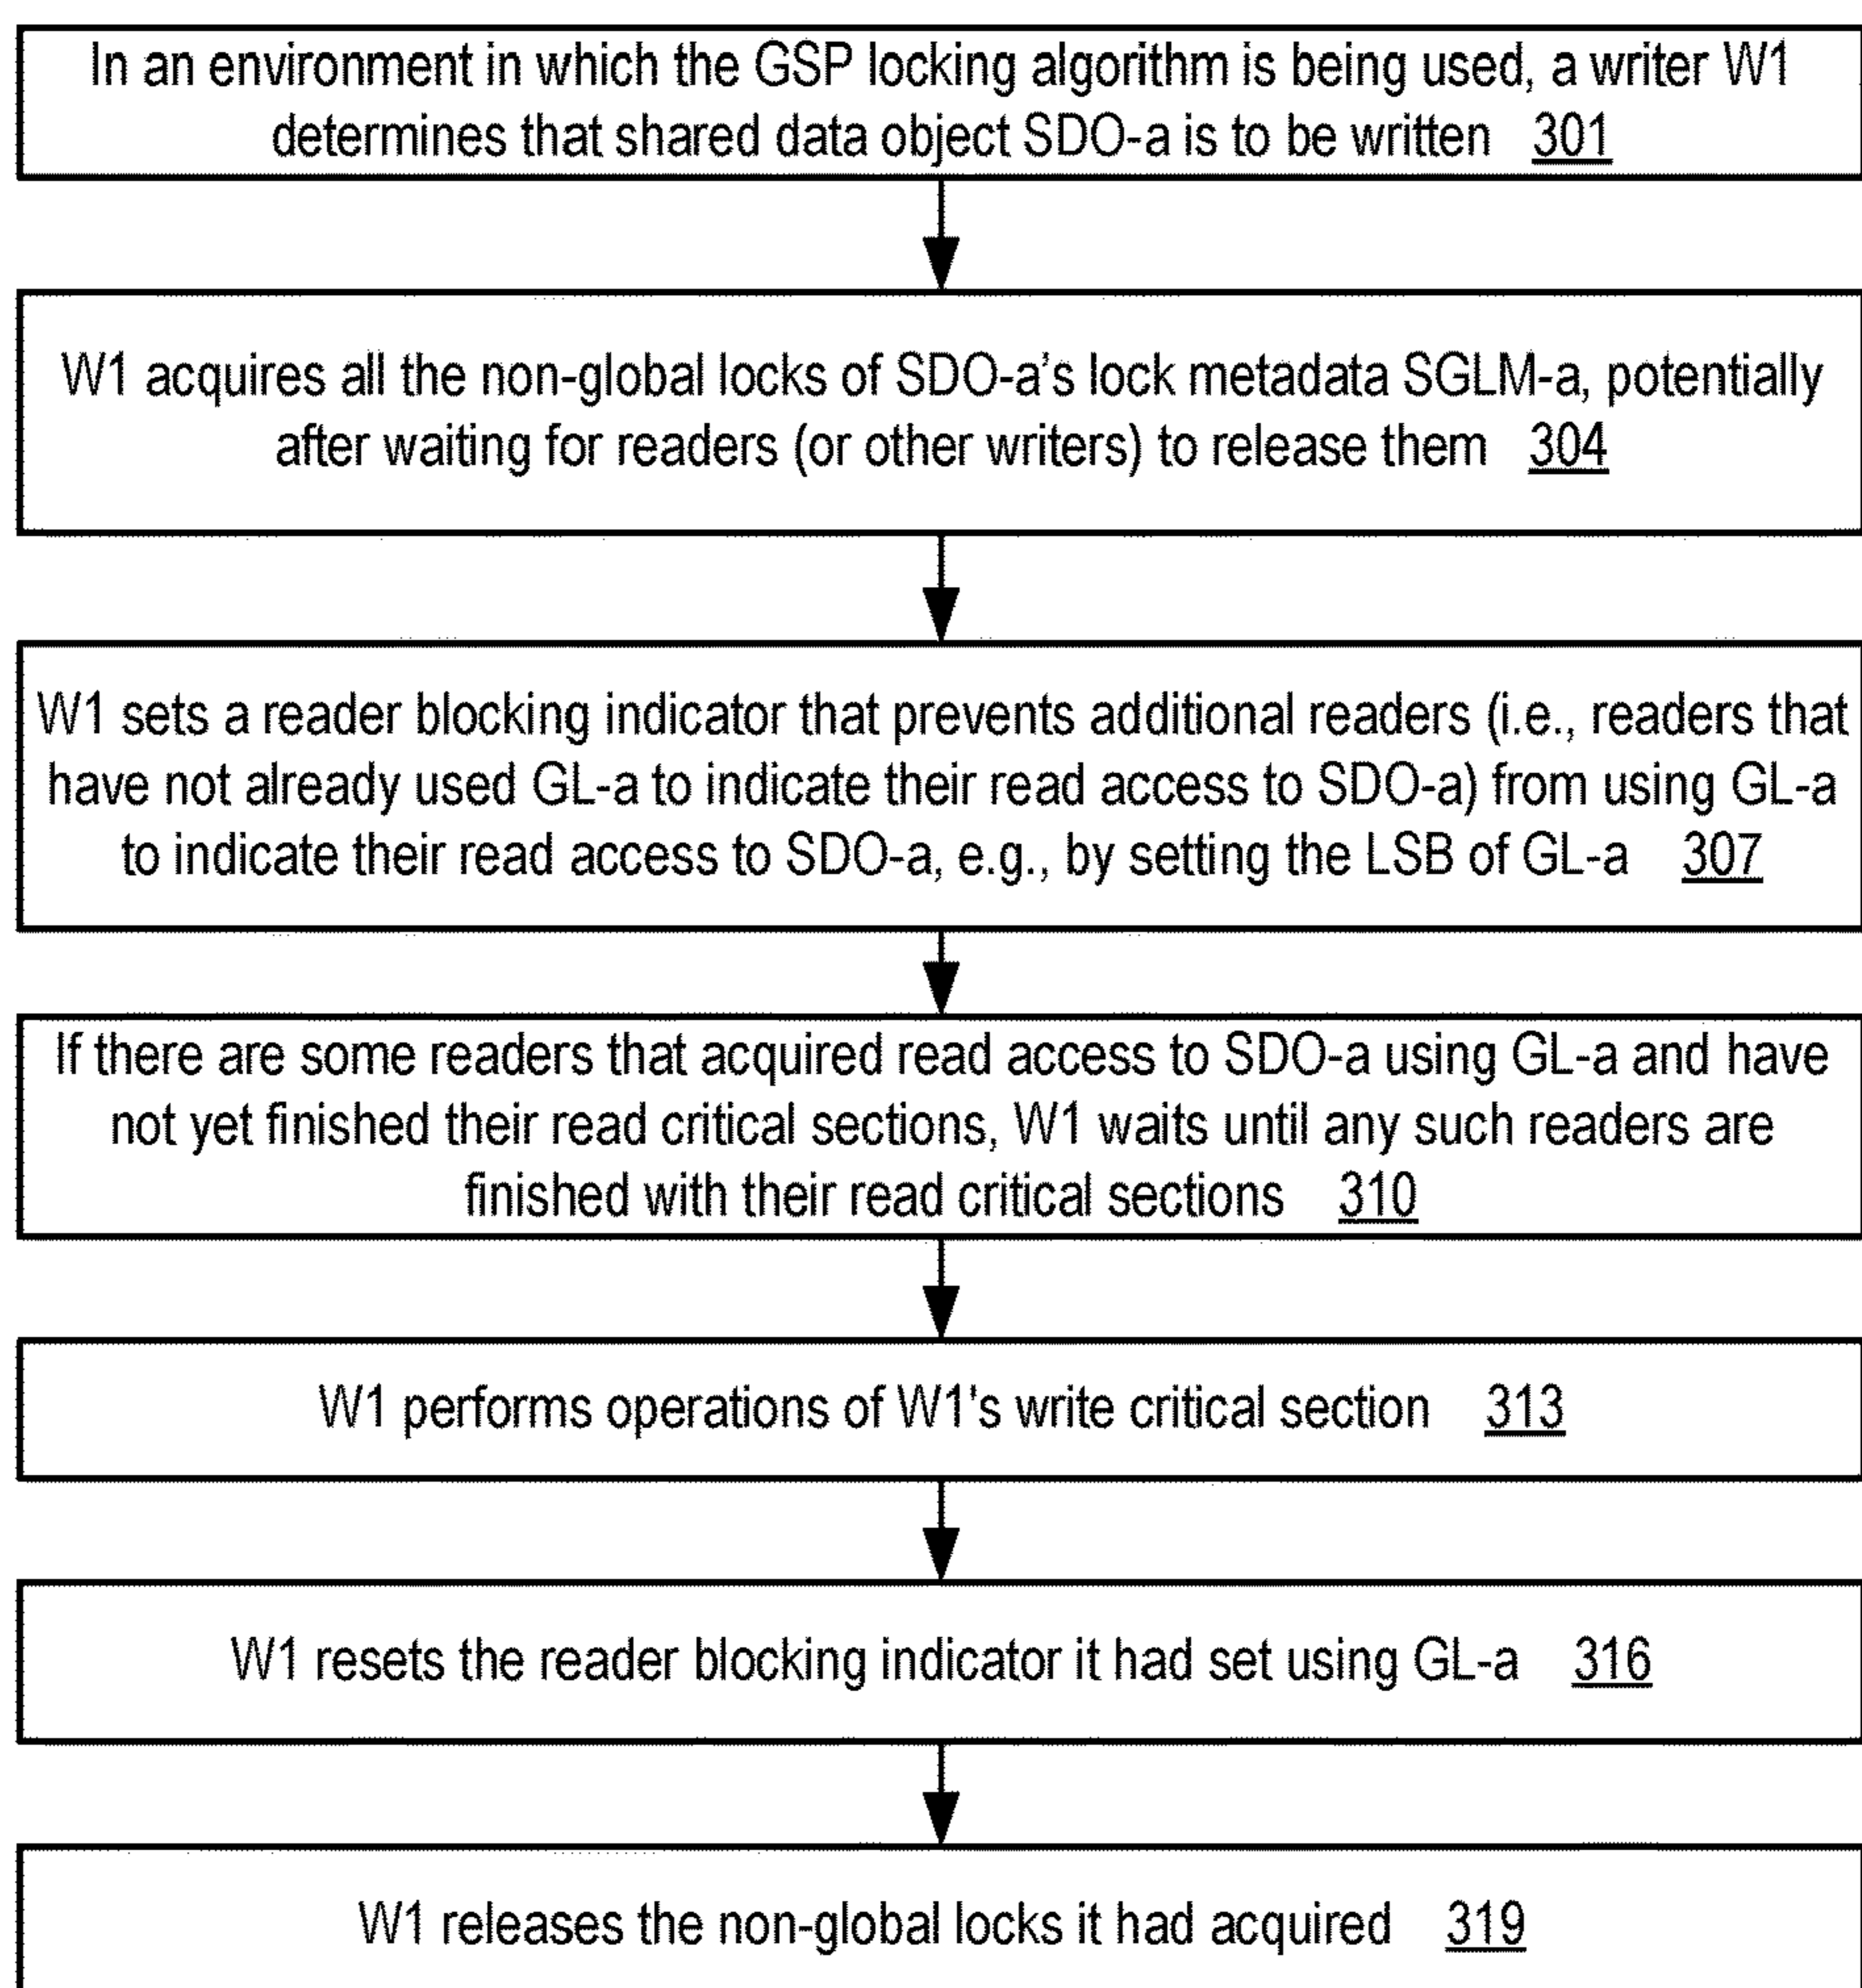 In an environment in which the GSP locking algorithm is being used, a writer W1
determines that shared data object SDO-a is to be written 301
W1 acquires all the non-global locks of SDO-a's lock metadata SGLM-a, potentially
after waiting for readers (or other writers) to release them 304
W1 sets a reader blocking indicator that prevents additional readers (i.e., readers that
have not already used GL-a to indicate their read access to SDO-a) from using GL-a
to indicate their read access to SDO-a, e.g., by setting the LSB of GL-a 307
If there are some readers that acquired read access to SDO-a using GL-a and have
not yet finished their read critical sections, W1 waits until any such readers are
finished with their read critical sections 310
W1 performs operations of W1's write critical section 313
W1 resets the reader blocking indicator it had set using GL-a 316
W1 releases the non-global locks it had acquired 319